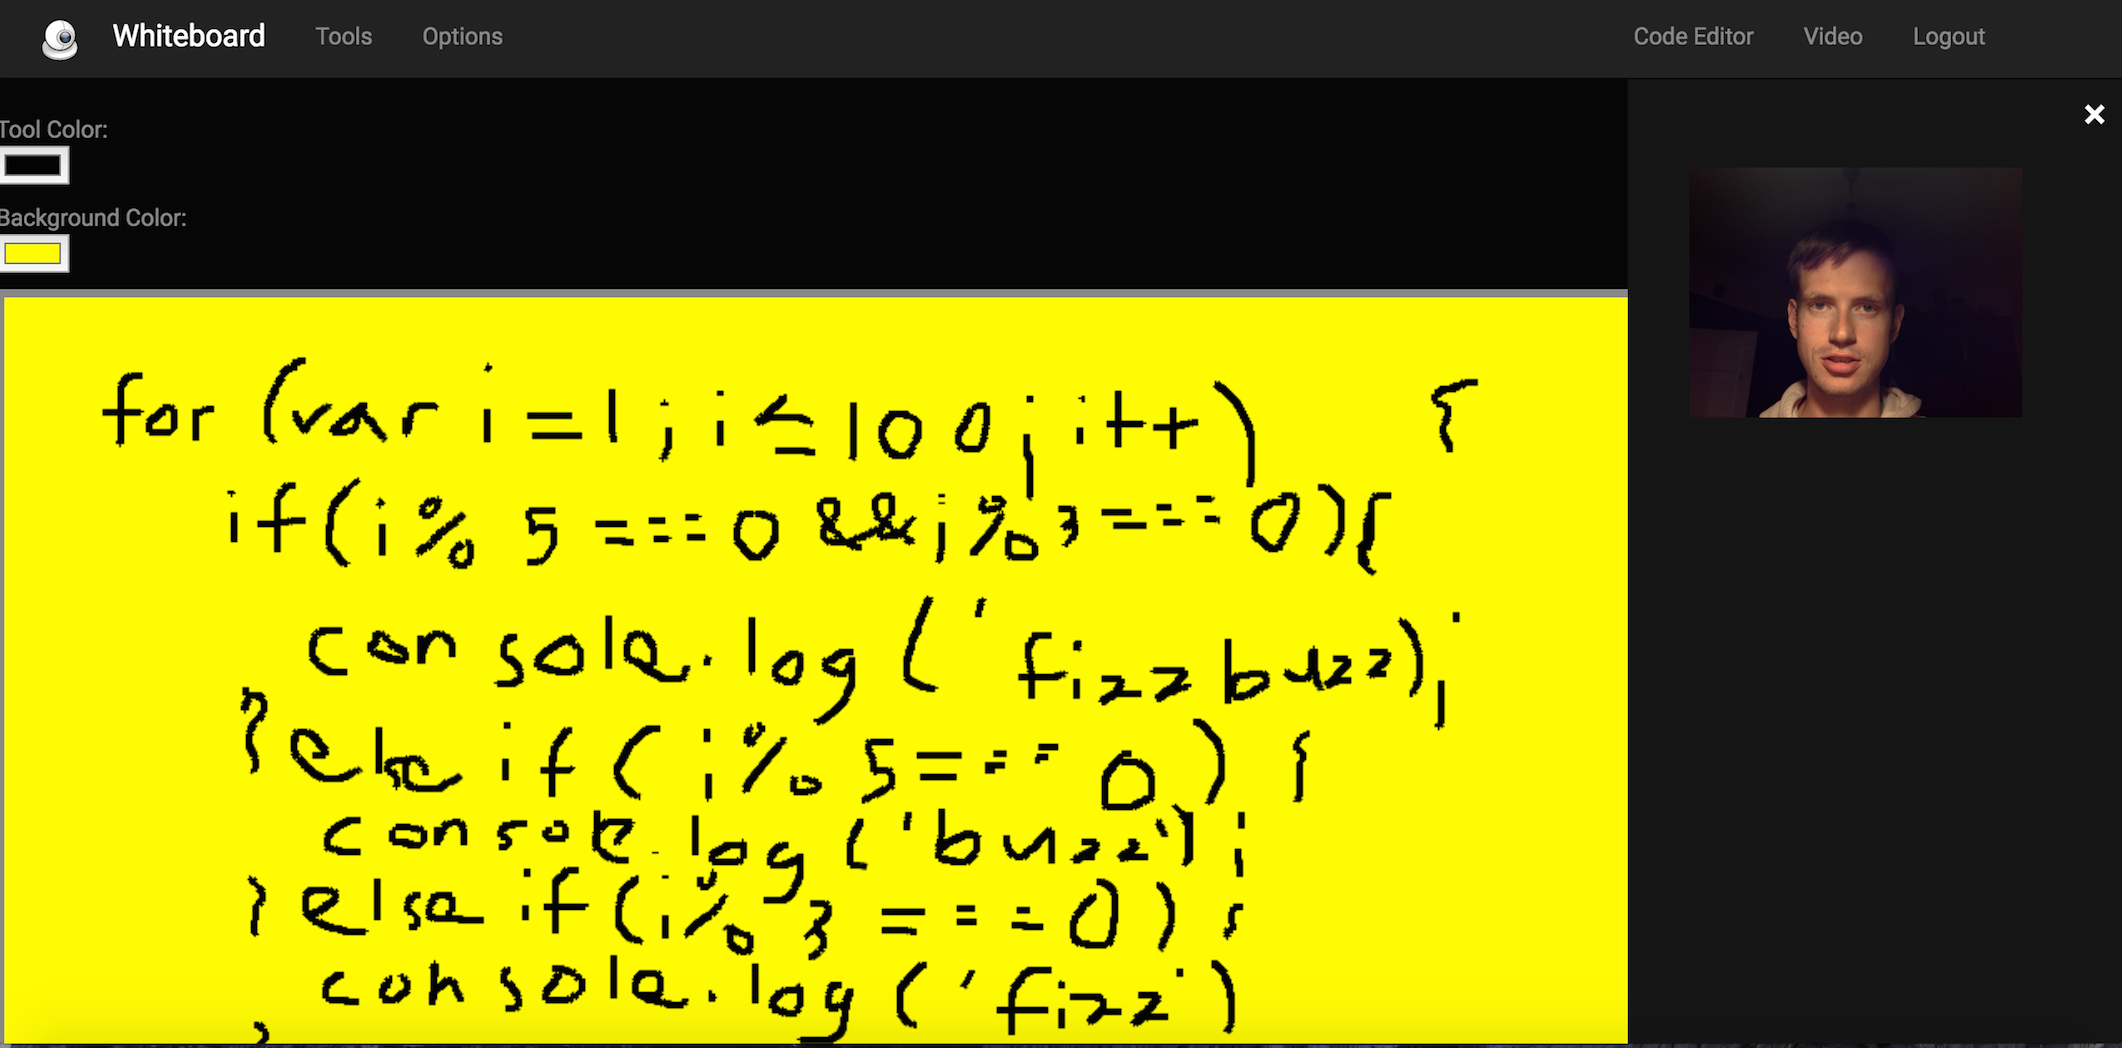 Whiteboard Tools Options Code Editor Video Logout
Tool Color:
Background Color:
for (var i = 1; i <= 100; i++) {
if(i % 5 === 0 && i % 3 === 0){
console.log('fizzbuzz);
}else if (i % 5 === 0) {
console.log('buzz');
}else if(i % 3 === 0) {
console.log('fizz')
}